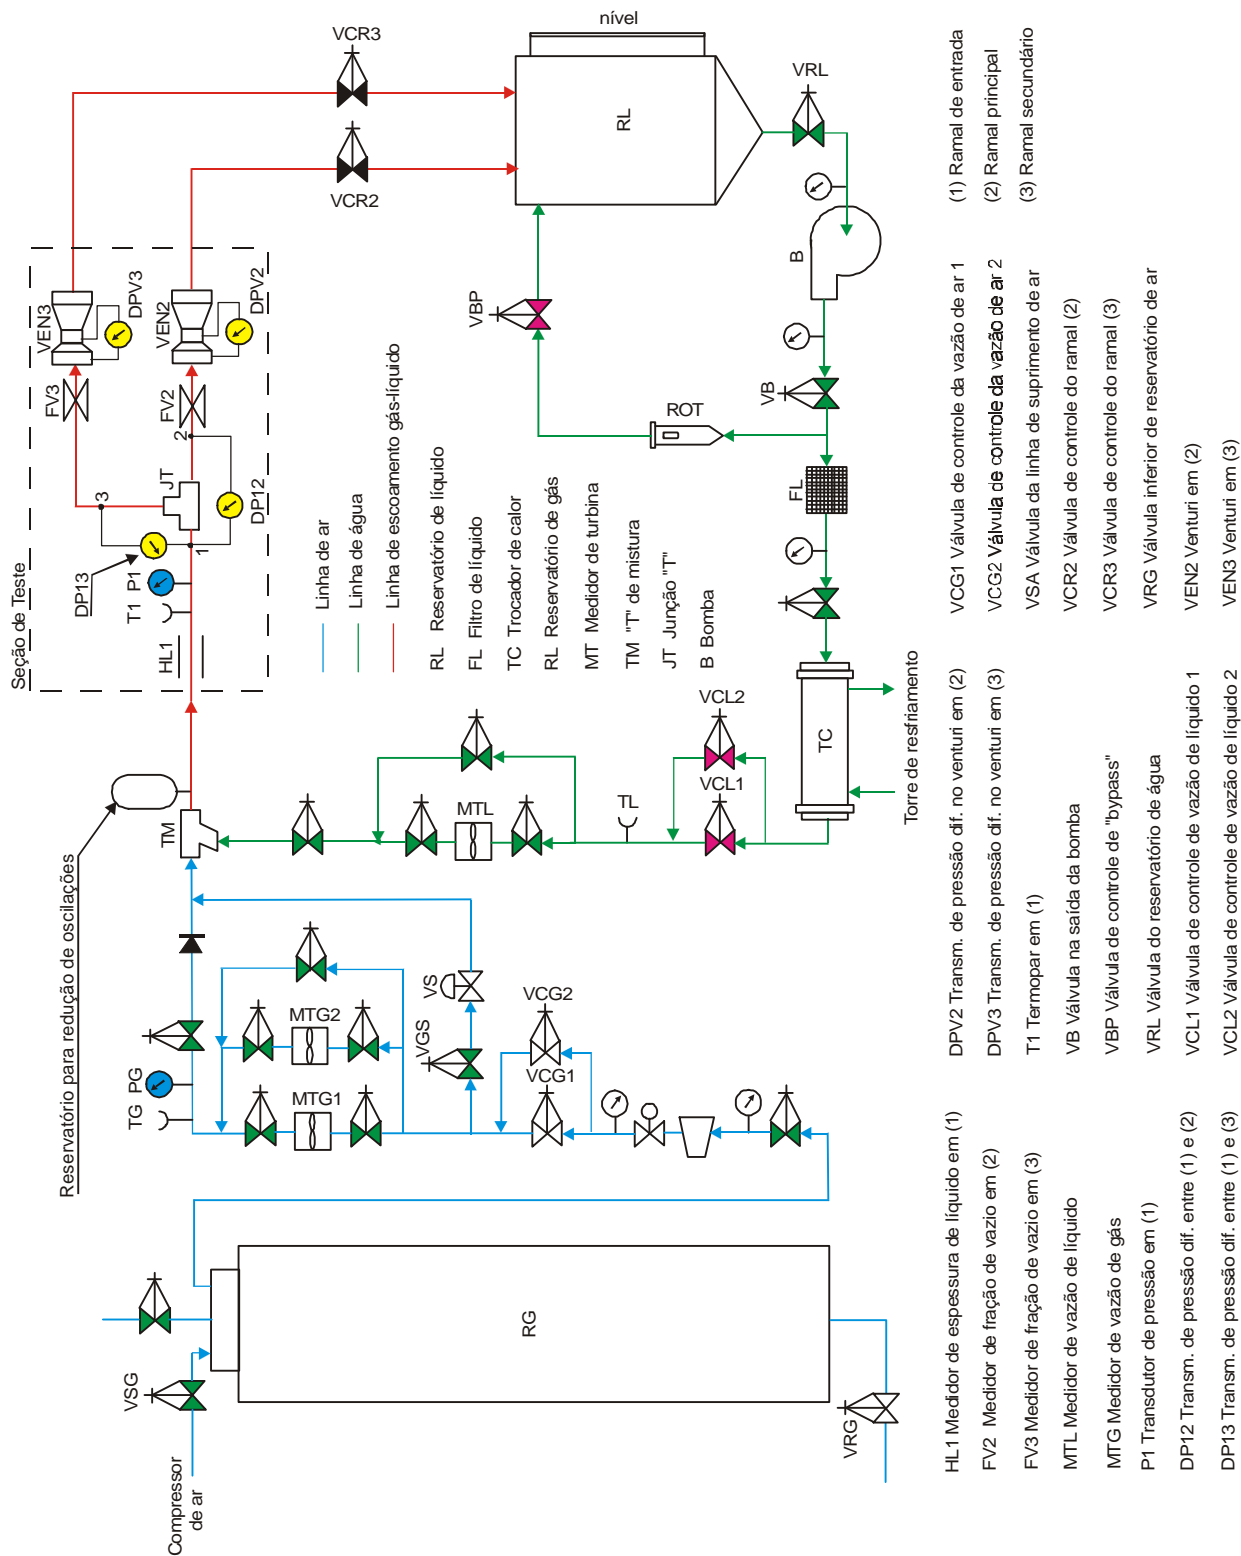 nível
VCR3
VRL
RL
VCR2
(1) Ramal de entrada
(2) Ramal principal
(3) Ramal secundário
Seção de Teste
VEN3
DPV3
VEN2
DPV2
FV3
FV2
3
2
JT
1
DP12
DP13
P1
T1
HL1
VBP
B
VB
ROT
FL
Linha de ar
Linha de água
Linha de escoamento gás-líquido
RL Reservatório de líquido
FL Filtro de líquido
TC Trocador de calor
RL Reservatório de gás
MT Medidor de turbina
TM "T" de mistura
JT Junção "T"
B Bomba
VCG1 Válvula de controle da vazão de ar 1
VCG2 Válvula de controle da vazão de ar 2
VSA Válvula da linha de suprimento de ar
VCR2 Válvula de controle do ramal (2)
VCR3 Válvula de controle do ramal (3)
VRG Válvula inferior de reservatório de ar
VEN2 Venturi em (2)
VEN3 Venturi em (3)
Reservatório para redução de oscilações
TM
MTL
TL
VCL2
VCL1
TC
Torre de resfriamento
PG
TG
MTG2
MTG1
VS
VGS
VCG2
VCG1
DPV2 Transm. de pressão dif. no venturi em (2)
DPV3 Transm. de pressão dif. no venturi em (3)
T1 Termopar em (1)
VB Válvula na saída da bomba
VBP Válvula de controle de "bypass"
VRL Válvula do reservatório de água
VCL1 Válvula de controle de vazão de líquido 1
VCL2 Válvula de controle de vazão de líquido 2
VSG
RG
VRG
Compressor
de ar
HL1 Medidor de espessura de líquido em (1)
FV2 Medidor de fração de vazio em (2)
FV3 Medidor de fração de vazio em (3)
MTL Medidor de vazão de líquido
MTG Medidor de vazão de gás
P1 Transdutor de pressão em (1)
DP12 Transm. de pressão dif. entre (1) e (2)
DP13 Transm. de pressão dif. entre (1) e (3)